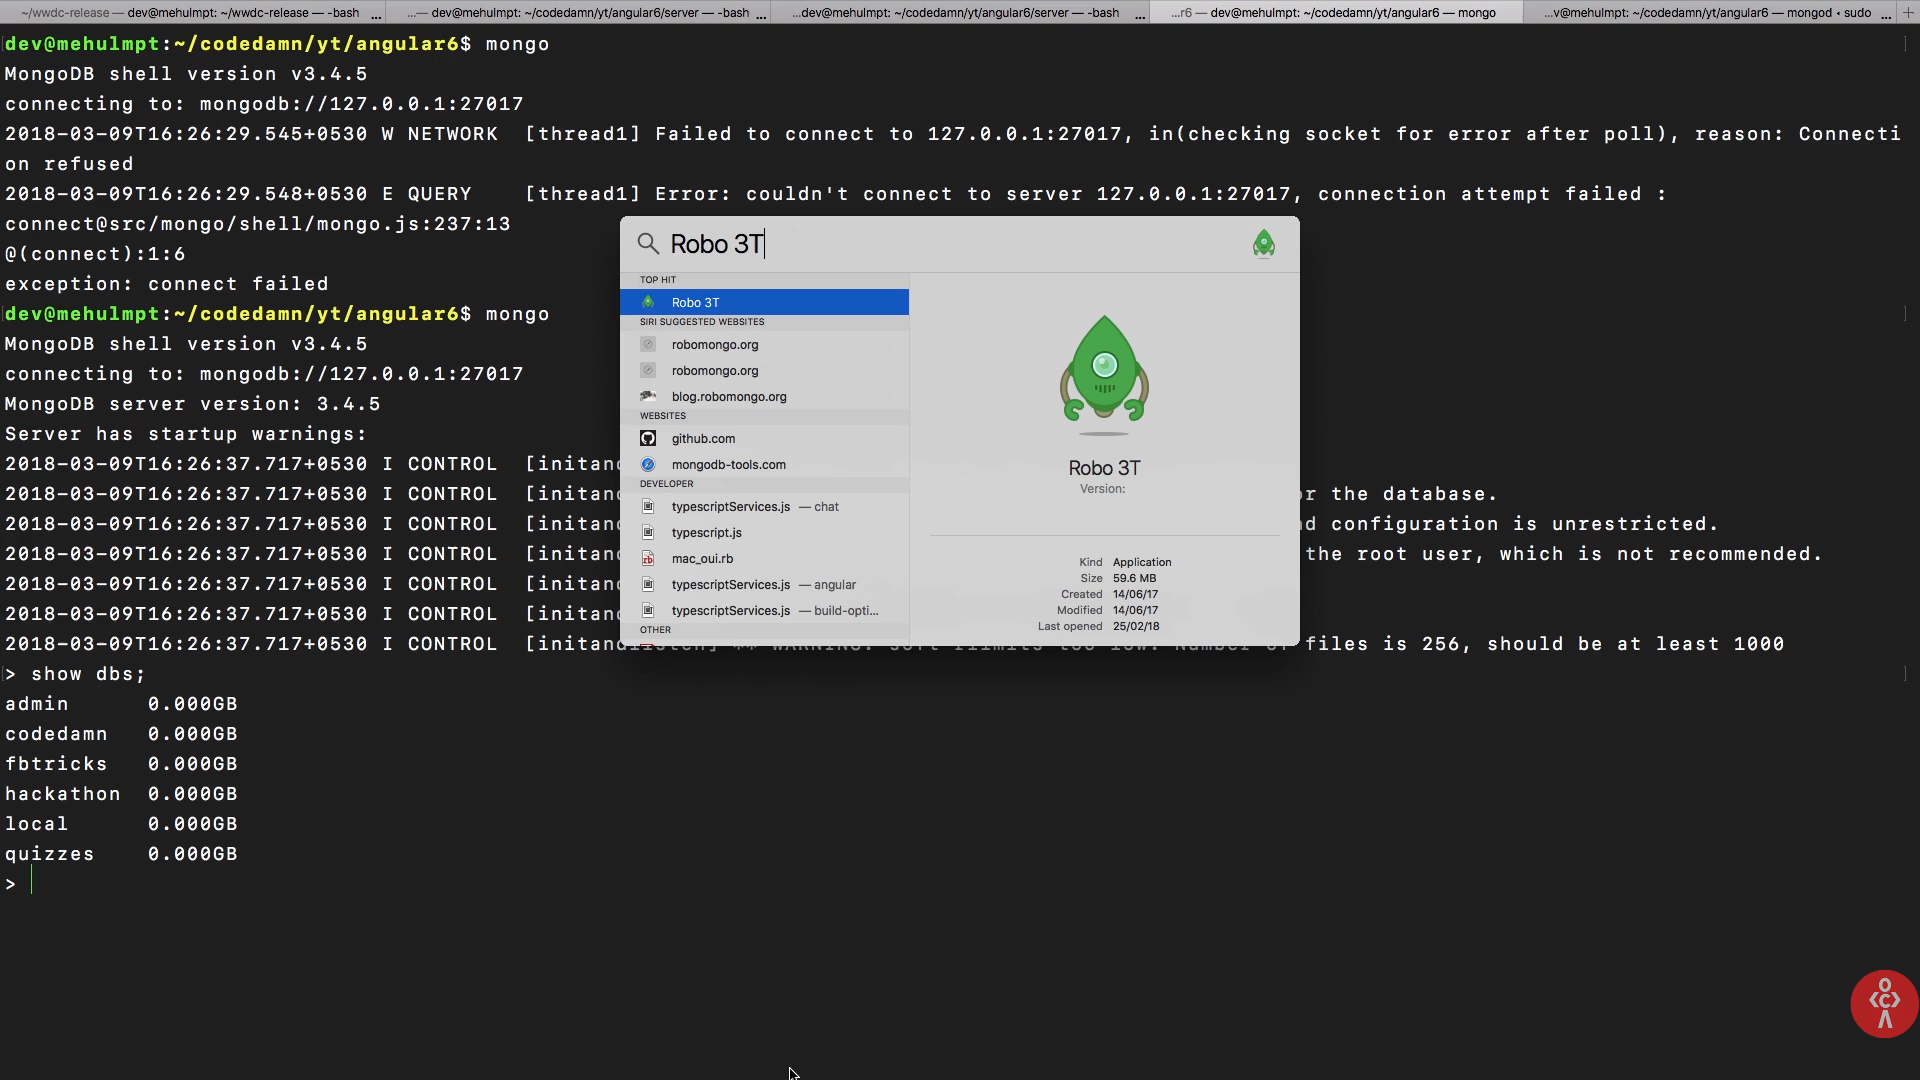 ~/wwdc-release — dev@mehulmpt: ~/wwdc-release — -bash ...
...— dev@mehulmpt: ~/codedamn/yt/angular6/server — -bash ...
...dev@mehulmpt: ~/codedamn/yt/angular6/server — -bash ...
...r6 — dev@mehulmpt: ~/codedamn/yt/angular6 — mongo
...v@mehulmpt: ~/codedamn/yt/angular6 — mongod ◂ sudo ...
dev@mehulmpt:~/codedamn/yt/angular6$ mongo
MongoDB shell version v3.4.5
connecting to: mongodb://127.0.0.1:27017
2018-03-09T16:26:29.545+0530 W NETWORK  [thread1] Failed to connect to 127.0.0.1:27017, in(checking socket for error after poll), reason: Connecti
on refused
2018-03-09T16:26:29.548+0530 E QUERY    [thread1] Error: couldn't connect to server 127.0.0.1:27017, connection attempt failed :
connect@src/mongo/shell/mongo.js:237:13
@(connect):1:6
exception: connect failed
dev@mehulmpt:~/codedamn/yt/angular6$ mongo
MongoDB shell version v3.4.5
connecting to: mongodb://127.0.0.1:27017
MongoDB server version: 3.4.5
Server has startup warnings:
2018-03-09T16:26:37.717+0530 I CONTROL  [initand
2018-03-09T16:26:37.717+0530 I CONTROL  [initand or the database.
2018-03-09T16:26:37.717+0530 I CONTROL  [initand nd configuration is unrestricted.
2018-03-09T16:26:37.717+0530 I CONTROL  [initand the root user, which is not recommended.
2018-03-09T16:26:37.717+0530 I CONTROL  [initand
2018-03-09T16:26:37.717+0530 I CONTROL  [initand
2018-03-09T16:26:37.717+0530 I CONTROL  [initandlisten] ** WARNING: soft rlimits too low. Number of files is 256, should be at least 1000
> show dbs;
admin      0.000GB
codedamn   0.000GB
fbtricks   0.000GB
hackathon  0.000GB
local      0.000GB
quizzes    0.000GB
>
Robo 3T
TOP HIT
Robo 3T
SIRI SUGGESTED WEBSITES
robomongo.org
robomongo.org
blog.robomongo.org
WEBSITES
github.com
mongodb-tools.com
DEVELOPER
typescriptServices.js — chat
typescript.js
mac_oui.rb
typescriptServices.js — angular
typescriptServices.js — build-opti...
OTHER
Robo 3T
Version:
Kind Application
Size 59.6 MB
Created 14/06/17
Modified 14/06/17
Last opened 25/02/18